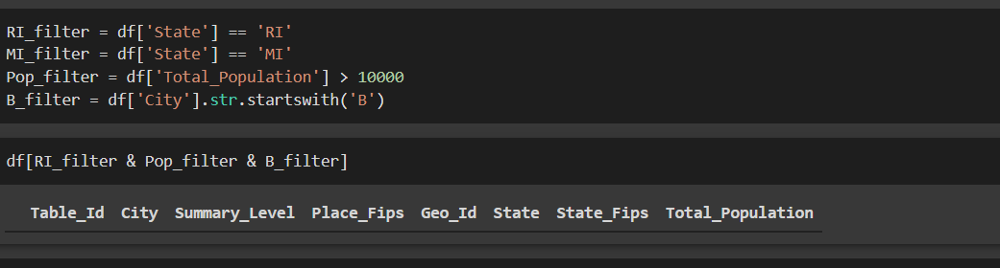 RI_filter = df['State'] == 'RI'
MI_filter = df['State'] == 'MI'
Pop_filter = df['Total_Population'] > 10000
B_filter = df['City'].str.startswith('B')
df[RI_filter & Pop_filter & B_filter]
Table_Id City Summary_Level Place_Fips Geo_Id State State_Fips Total_Population